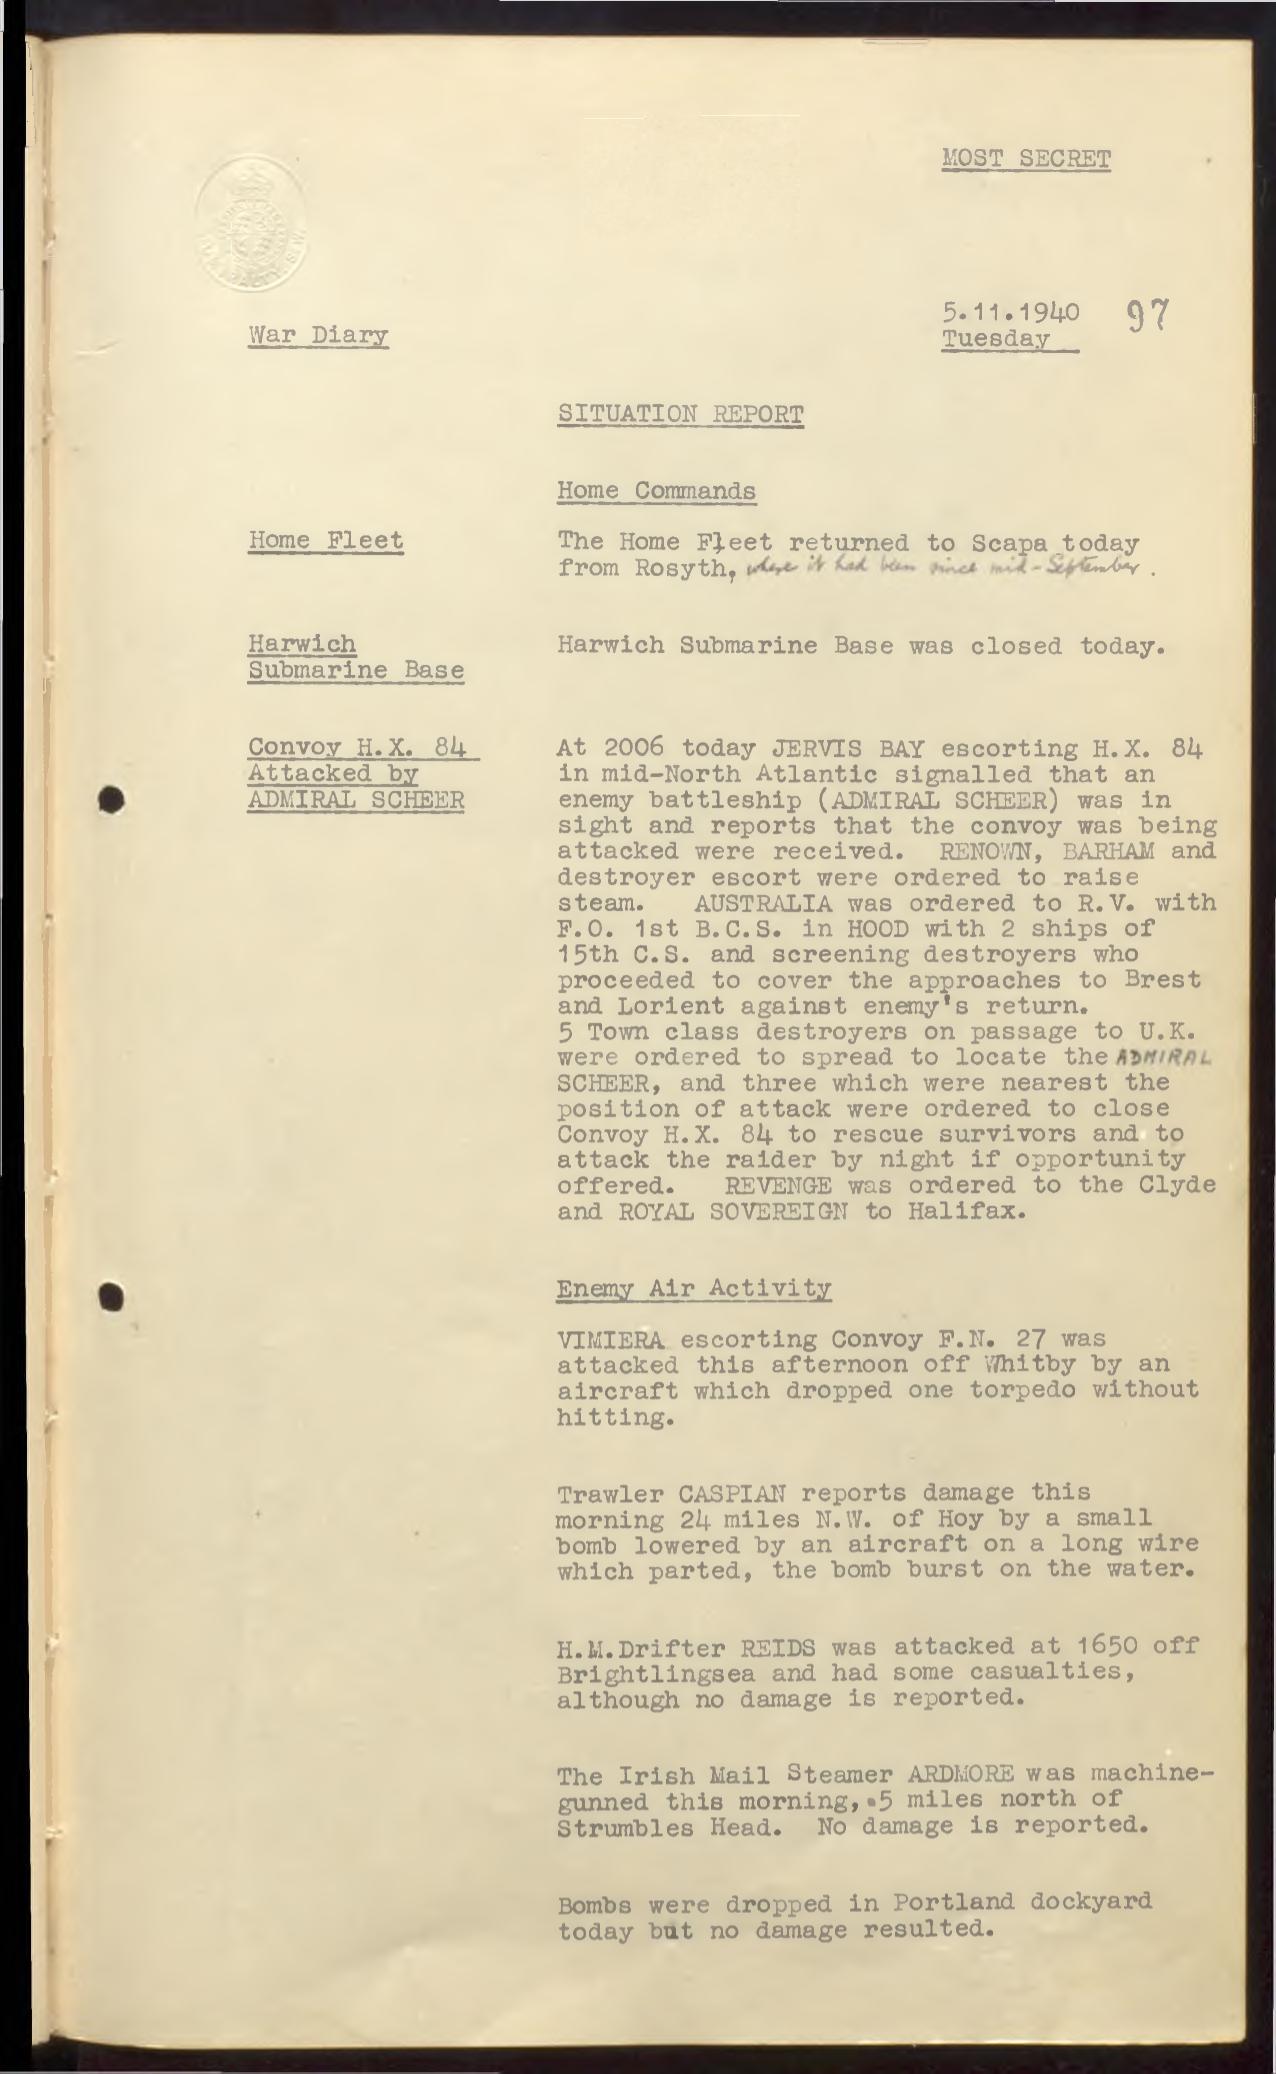 MOST SECRET
5.11.1940 97
War Diary
Tuesday
SITUATION REPORT
Home Commands
Home Fleet
The Home Fleet returned to Scapa today
from Rosyth, where it had been since mid-September.
Harwich
Submarine Base
Harwich Submarine Base was closed today.
Convoy H.X. 84
Attacked by
ADMIRAL SCHEER
At 2006 today JERVIS BAY escorting H.X. 84
in mid-North Atlantic signalled that an
enemy battleship (ADMIRAL SCHEER) was in
sight and reports that the convoy was being
attacked were received. RENOWN, BARHAM and
destroyer escort were ordered to raise
steam. AUSTRALIA was ordered to R.V. with
F.O. 1st B.C.S. in HOOD with 2 ships of
15th C.S. and screening destroyers who
proceeded to cover the approaches to Brest
and Lorient against enemy's return.
5 Town class destroyers on passage to U.K.
were ordered to spread to locate the ADMIRAL
SCHEER, and three which were nearest the
position of attack were ordered to close
Convoy H.X. 84 to rescue survivors and to
attack the raider by night if opportunity
offered. REVENGE was ordered to the Clyde
and ROYAL SOVEREIGN to Halifax.
Enemy Air Activity
VIMIERA escorting Convoy F.N. 27 was
attacked this afternoon off Whitby by an
aircraft which dropped one torpedo without
hitting.
Trawler CASPIAN reports damage this
morning 24 miles N.W. of Hoy by a small
bomb lowered by an aircraft on a long wire
which parted, the bomb burst on the water.
H.M.Drifter REIDS was attacked at 1650 off
Brightlingsea and had some casualties,
although no damage is reported.
The Irish Mail Steamer ARDMORE was machine-
gunned this morning, .5 miles north of
Strumbles Head. No damage is reported.
Bombs were dropped in Portland dockyard
today but no damage resulted.